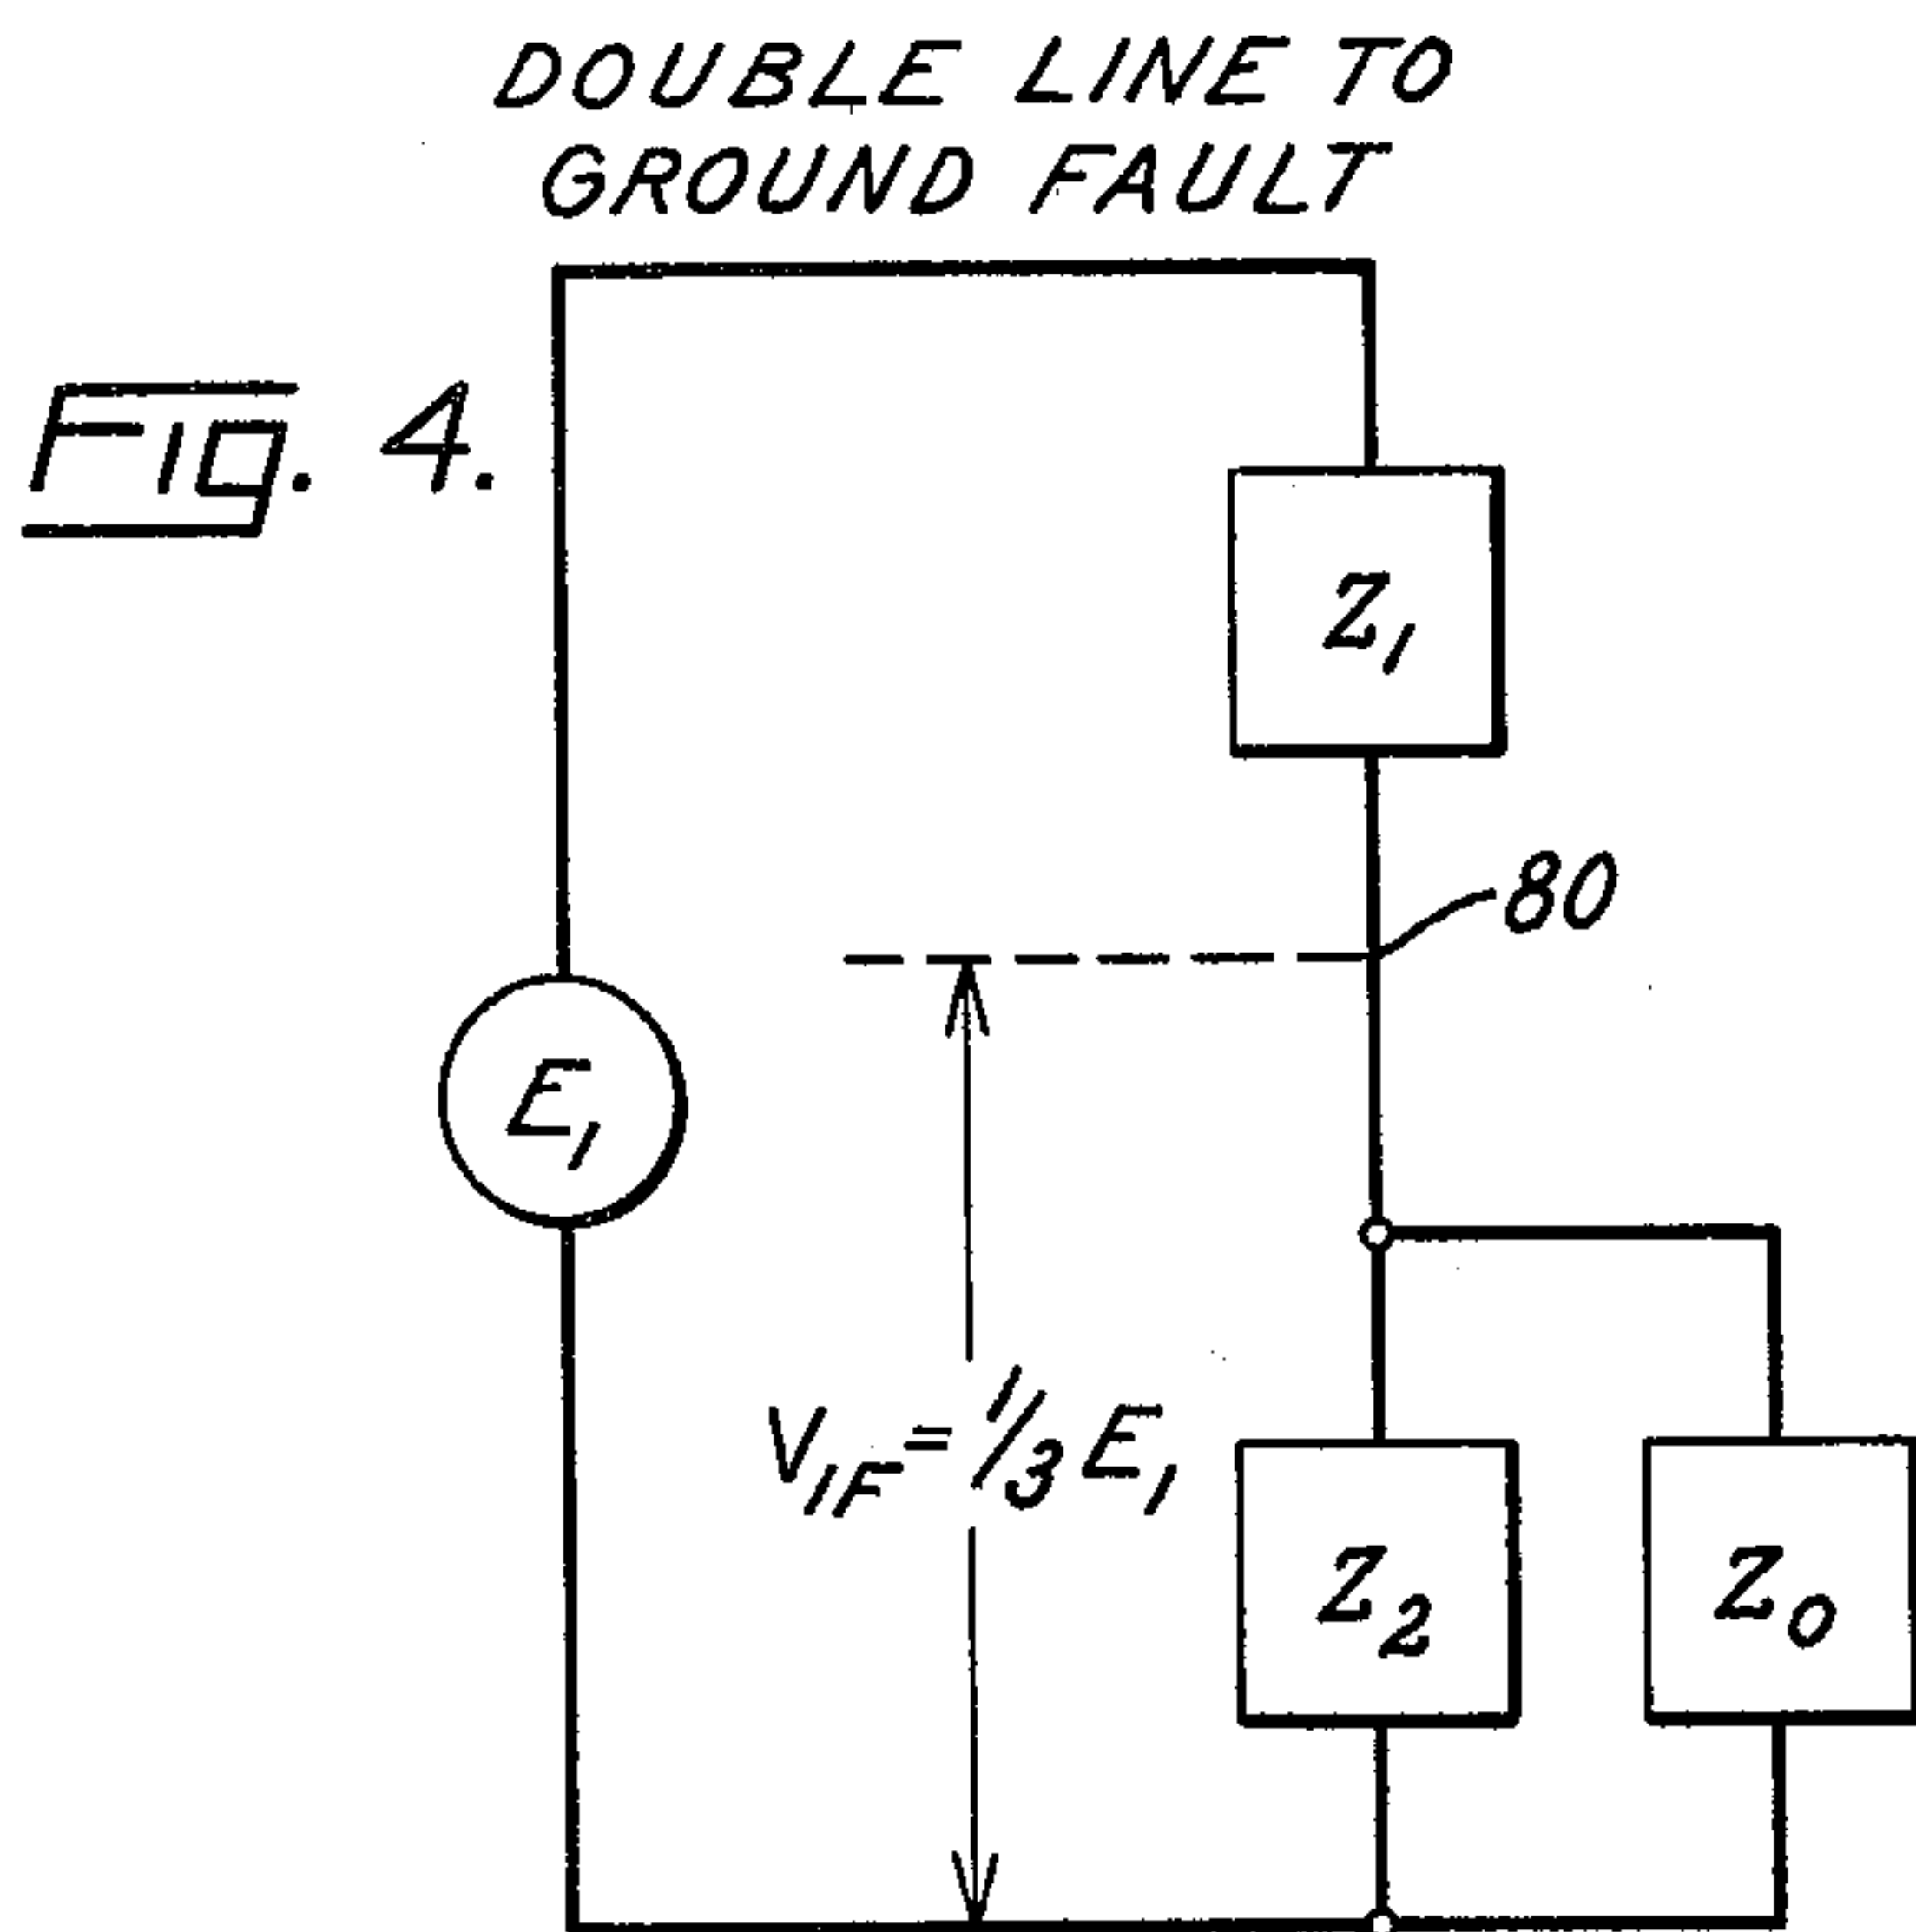 DOUBLE LINE TO
GROUND FAULT
Fig. 4.
Z₁
80
E₁
V₁F=⅓E₁
Z₂
Z₀